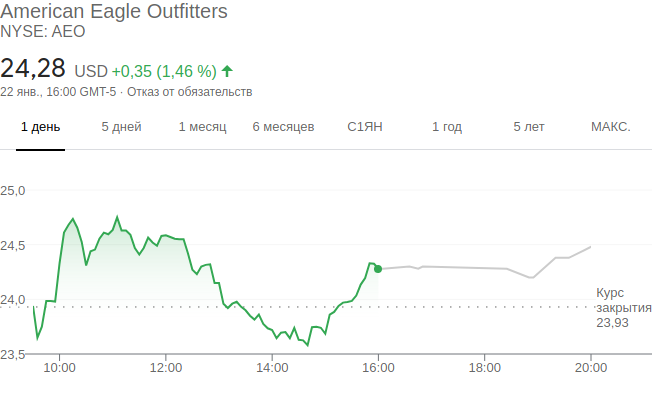 American Eagle Outfitters
NYSE: AEO
24,28 USD +0,35 (1,46 %)
22 янв., 16:00 GMT-5 · Отказ от обязательств
1 день 5 дней 1 месяц 6 месяцев С1ЯН 1 год 5 лет МАКС.
25,0
24,5
24,0
23,5
Курс
закрытия
23,93
10:00 12:00 14:00 16:00 18:00 20:00